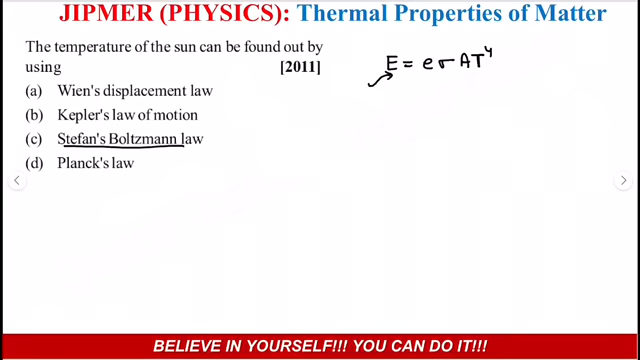 JIPMER (PHYSICS): Thermal Properties of Matter
The temperature of the sun can be found out by
using [2011]
(a) Wien's displacement law
(b) Kepler's law of motion
(c) Stefan's Boltzmann law
(d) Planck's law
E = eσAT⁴
BELIEVE IN YOURSELF!!! YOU CAN DO IT!!!